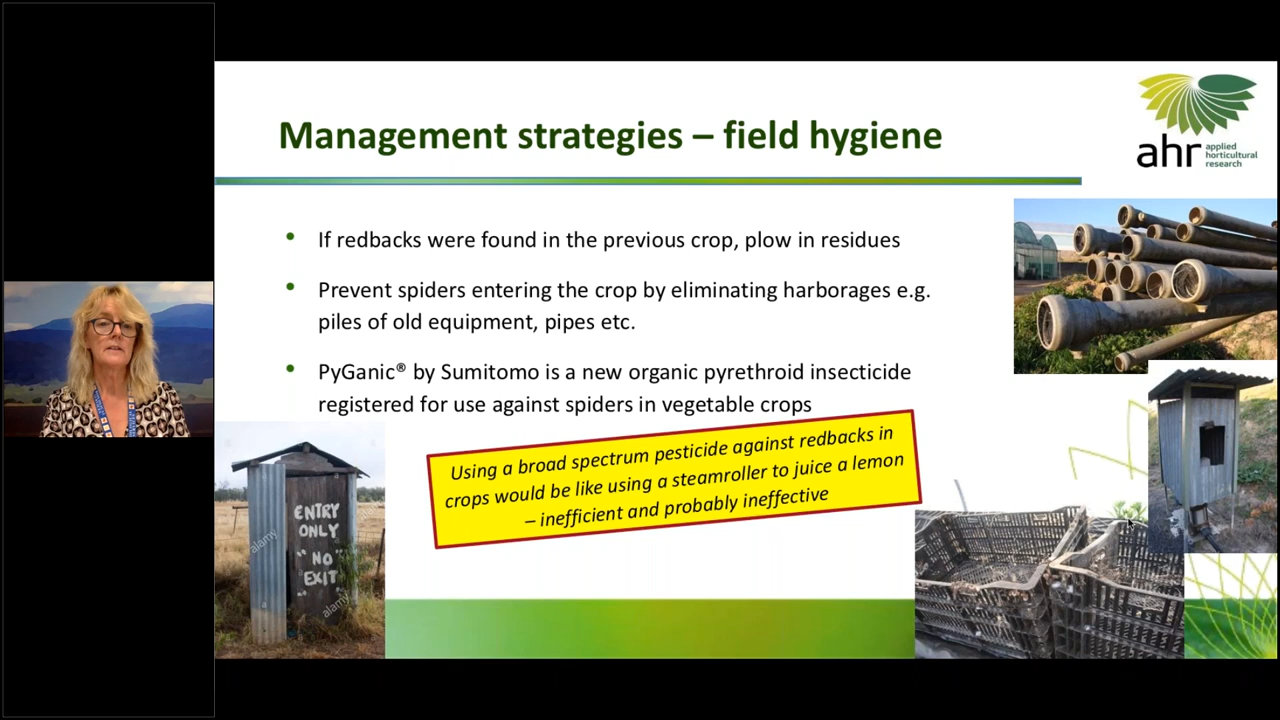 Management strategies – field hygiene
ahr applied
horticultural
research
• If redbacks were found in the previous crop, plow in residues
• Prevent spiders entering the crop by eliminating harborages e.g.
piles of old equipment, pipes etc.
• PyGanic® by Sumitomo is a new organic pyrethroid insecticide
registered for use against spiders in vegetable crops
Using a broad spectrum pesticide against redbacks in
crops would be like using a steamroller to juice a lemon
– inefficient and probably ineffective
ENTRY
ONLY
" NO
EXIT
"
alamy
alamy